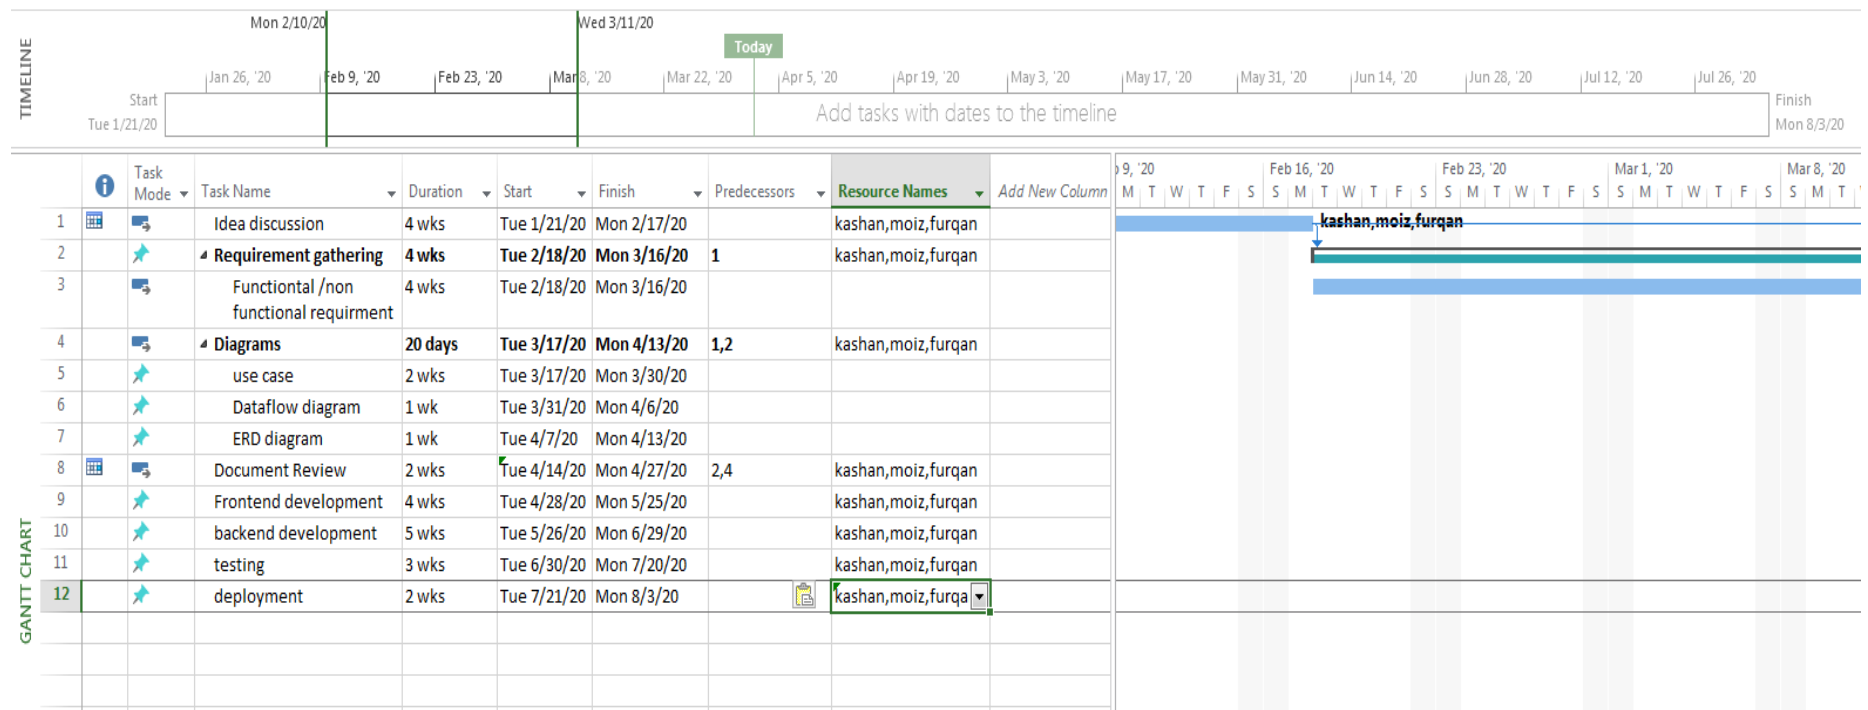 TIMELINE
Mon 2/10/20 Wed 3/11/20
Today
Jan 26, '20 Feb 9, '20 Feb 23, '20 Mar 8, '20 Mar 22, '20 Apr 5, '20 Apr 19, '20 May 3, '20 May 17, '20 May 31, '20 Jun 14, '20 Jun 28, '20 Jul 12, '20 Jul 26, '20
Start
Tue 1/21/20
Add tasks with dates to the timeline
Finish
Mon 8/3/20
GANTT CHART
Task Mode Task Name Duration Start Finish Predecessors Resource Names Add New Column
9, '20 Feb 16, '20 Feb 23, '20 Mar 1, '20 Mar 8, '20
M T W T F S S M T W T F S S M T W T F S S M T W T F S S M T
1 Idea discussion 4 wks Tue 1/21/20 Mon 2/17/20 kashan,moiz,furqan
kashan,moiz,furqan
2 Requirement gathering 4 wks Tue 2/18/20 Mon 3/16/20 1 kashan,moiz,furqan
3 Functiontal /non 4 wks Tue 2/18/20 Mon 3/16/20
functional requirment
4 Diagrams 20 days Tue 3/17/20 Mon 4/13/20 1,2 kashan,moiz,furqan
5 use case 2 wks Tue 3/17/20 Mon 3/30/20
6 Dataflow diagram 1 wk Tue 3/31/20 Mon 4/6/20
7 ERD diagram 1 wk Tue 4/7/20 Mon 4/13/20
8 Document Review 2 wks Tue 4/14/20 Mon 4/27/20 2,4 kashan,moiz,furqan
9 Frontend development 4 wks Tue 4/28/20 Mon 5/25/20 kashan,moiz,furqan
10 backend development 5 wks Tue 5/26/20 Mon 6/29/20 kashan,moiz,furqan
11 testing 3 wks Tue 6/30/20 Mon 7/20/20 kashan,moiz,furqan
12 deployment 2 wks Tue 7/21/20 Mon 8/3/20 kashan,moiz,furqa